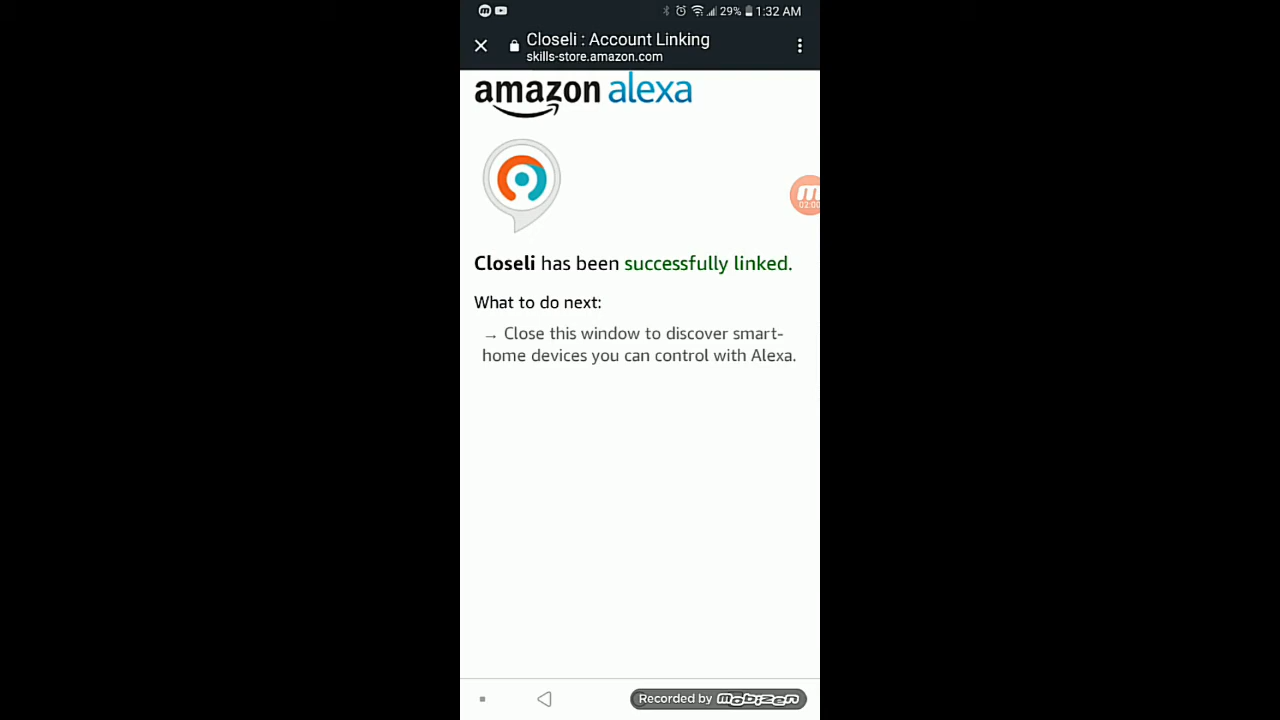 29% 1:32 AM
Closeli : Account Linking
skills-store.amazon.com
amazon alexa
02:00
Closeli has been successfully linked.
What to do next:
→ Close this window to discover smart-
home devices you can control with Alexa.
Recorded by mobizen